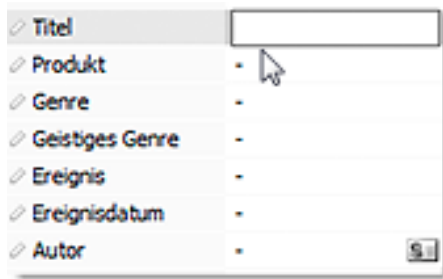 Titel
Produkt -
Genre -
Geistiges Genre -
Ereignis -
Ereignisdatum -
Autor - S